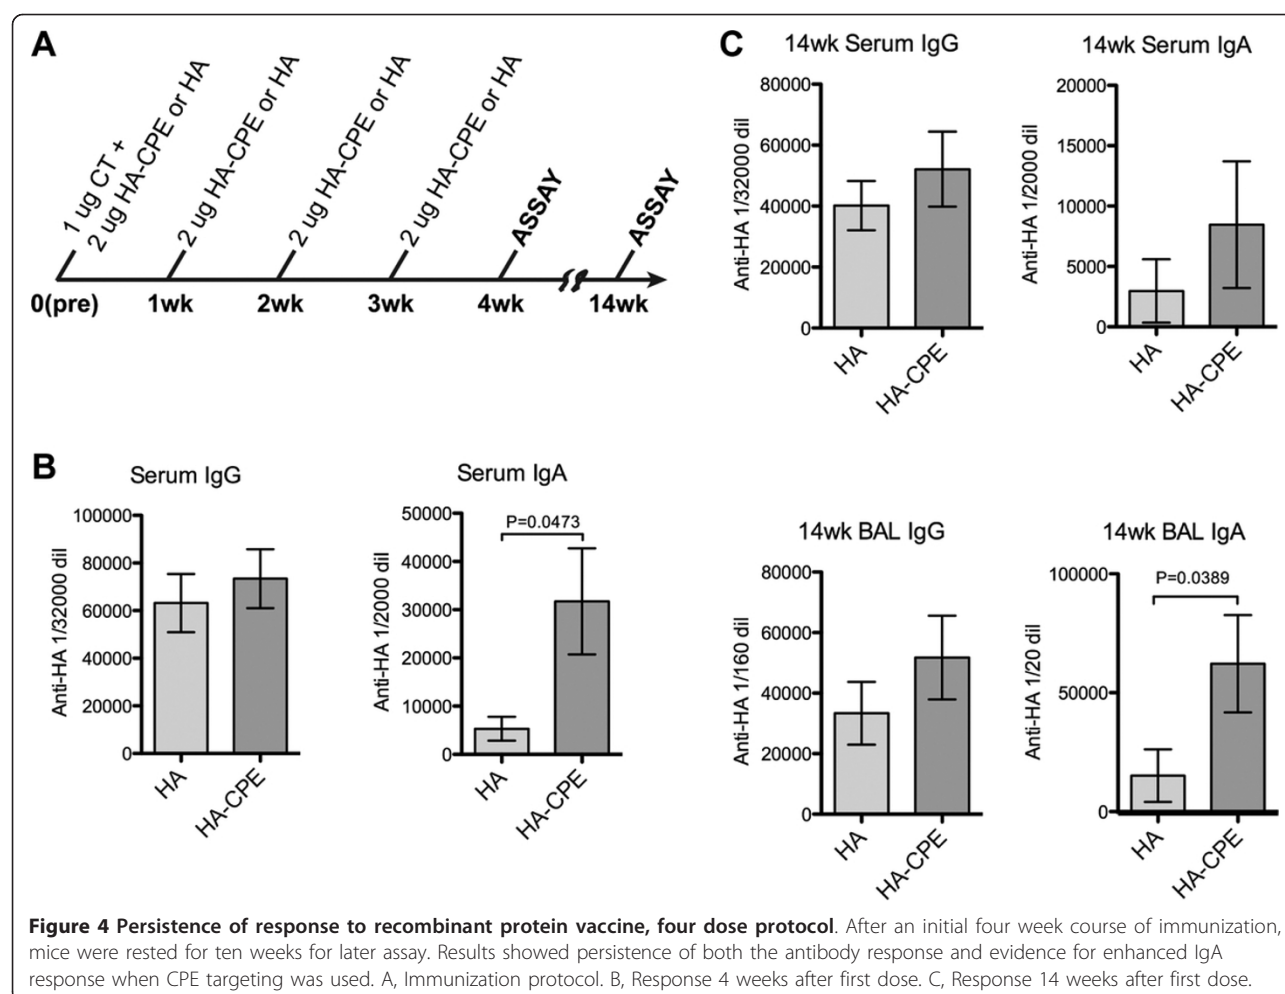 A
1 ug CT +
2 ug HA-CPE or HA
2 ug HA-CPE or HA
2 ug HA-CPE or HA
2 ug HA-CPE or HA
ASSAY
ASSAY
0(pre)
1wk
2wk
3wk
4wk
14wk
B
Serum IgG
Anti-HA 1/32000 dil
100000
80000
60000
40000
20000
0
HA
HA-CPE
Serum IgA
Anti-HA 1/2000 dil
50000
40000
30000
20000
10000
0
P=0.0473
HA
HA-CPE
C
14wk Serum IgG
Anti-HA 1/32000 dil
80000
60000
40000
20000
0
HA
HA-CPE
14wk Serum IgA
Anti-HA 1/2000 dil
20000
15000
10000
5000
0
HA
HA-CPE
14wk BAL IgG
Anti-HA 1/160 dil
80000
60000
40000
20000
0
HA
HA-CPE
14wk BAL IgA
Anti-HA 1/20 dil
100000
50000
0
P=0.0389
HA
HA-CPE
Figure 4 Persistence of response to recombinant protein vaccine, four dose protocol. After an initial four week course of immunization,
mice were rested for ten weeks for later assay. Results showed persistence of both the antibody response and evidence for enhanced IgA
response when CPE targeting was used. A, Immunization protocol. B, Response 4 weeks after first dose. C, Response 14 weeks after first dose.